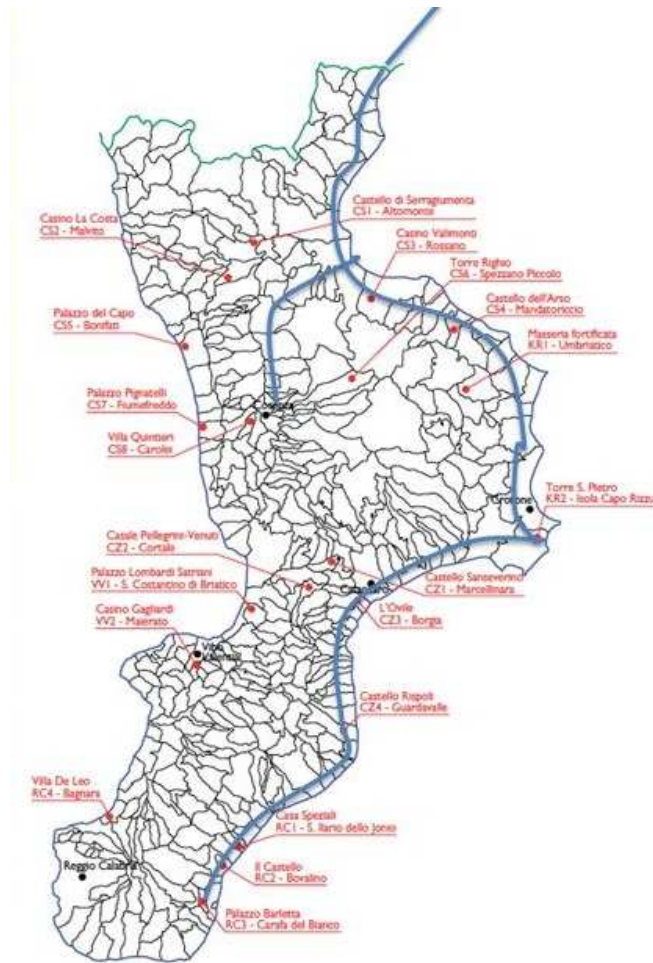 Castello di Serragiumenta
CS1 - Altomonte
Casino La Costa
CS2 - Malvito
Casino Valimonti
CS3 - Rossano
Torre Righio
CS6 - Spezzano Piccolo
Castello dell'Arso
CS4 - Mandatoriccio
Palazzo del Capo
CS5 - Bonifati
Masseria fortificata
KR1 - Umbriatico
Palazzo Pignatelli
CS7 - Fiumefreddo
Villa Quintieri
CS8 - Carolei
Torre S. Pietro
KR2 - Isola Capo Rizzu
Crotone
Casale Pellegrini-Venuti
CZ2 - Cortale
Castello Sanseverino
CZ1 - Marcellinara
Catanzaro
Palazzo Lombardi Satriani
VV1 - S. Costantino di Briatico
L'Ovile
CZ3 - Borgia
Casino Gagliardi
VV2 - Maierato
Vibo
Castello Rispoli
CZ4 - Guardavalle
Villa De Leo
RC4 - Bagnara
Casa Speziali
RC1 - S. Ilario dello Jonio
Reggio Calabria
Il Castello
RC2 - Bovalino
Palazzo Barletta
RC3 - Carafa del Bianco